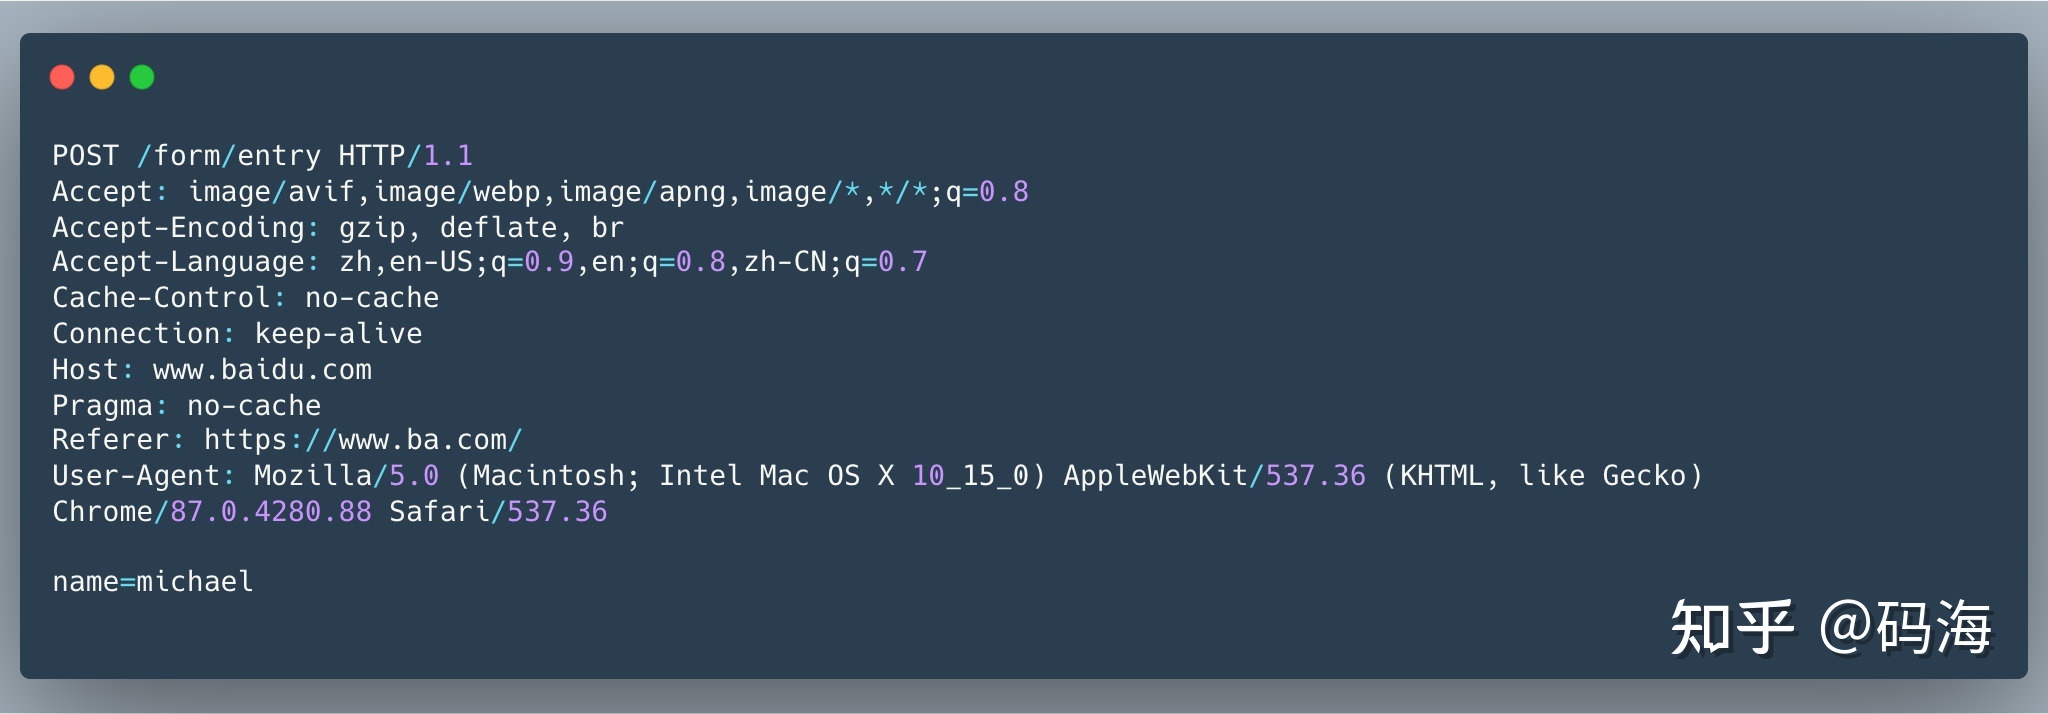 POST /form/entry HTTP/1.1
Accept: image/avif,image/webp,image/apng,image/*,*/*;q=0.8
Accept-Encoding: gzip, deflate, br
Accept-Language: zh,en-US;q=0.9,en;q=0.8,zh-CN;q=0.7
Cache-Control: no-cache
Connection: keep-alive
Host: www.baidu.com
Pragma: no-cache
Referer: https://www.ba.com/
User-Agent: Mozilla/5.0 (Macintosh; Intel Mac OS X 10_15_0) AppleWebKit/537.36 (KHTML, like Gecko)
Chrome/87.0.4280.88 Safari/537.36
name=michael
知乎 @码海